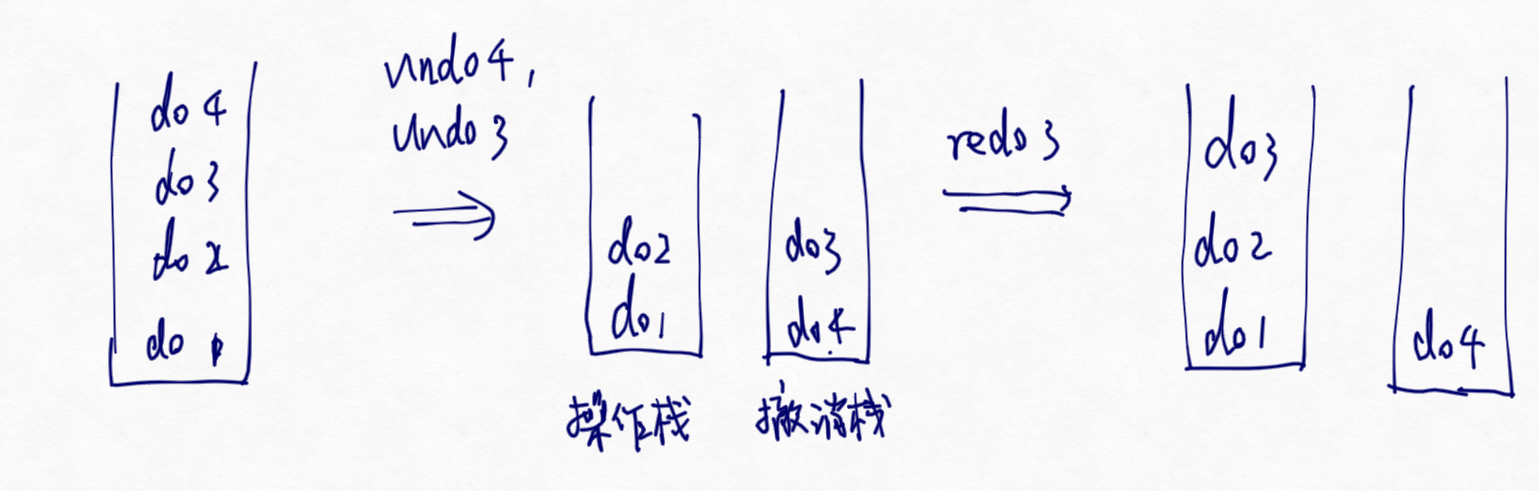 do 4
do 3
do 2
do 1
undo 4,
undo 3
do2
do1
操作栈
do3
do4
撤消栈
redo 3
do3
do2
do1
do4